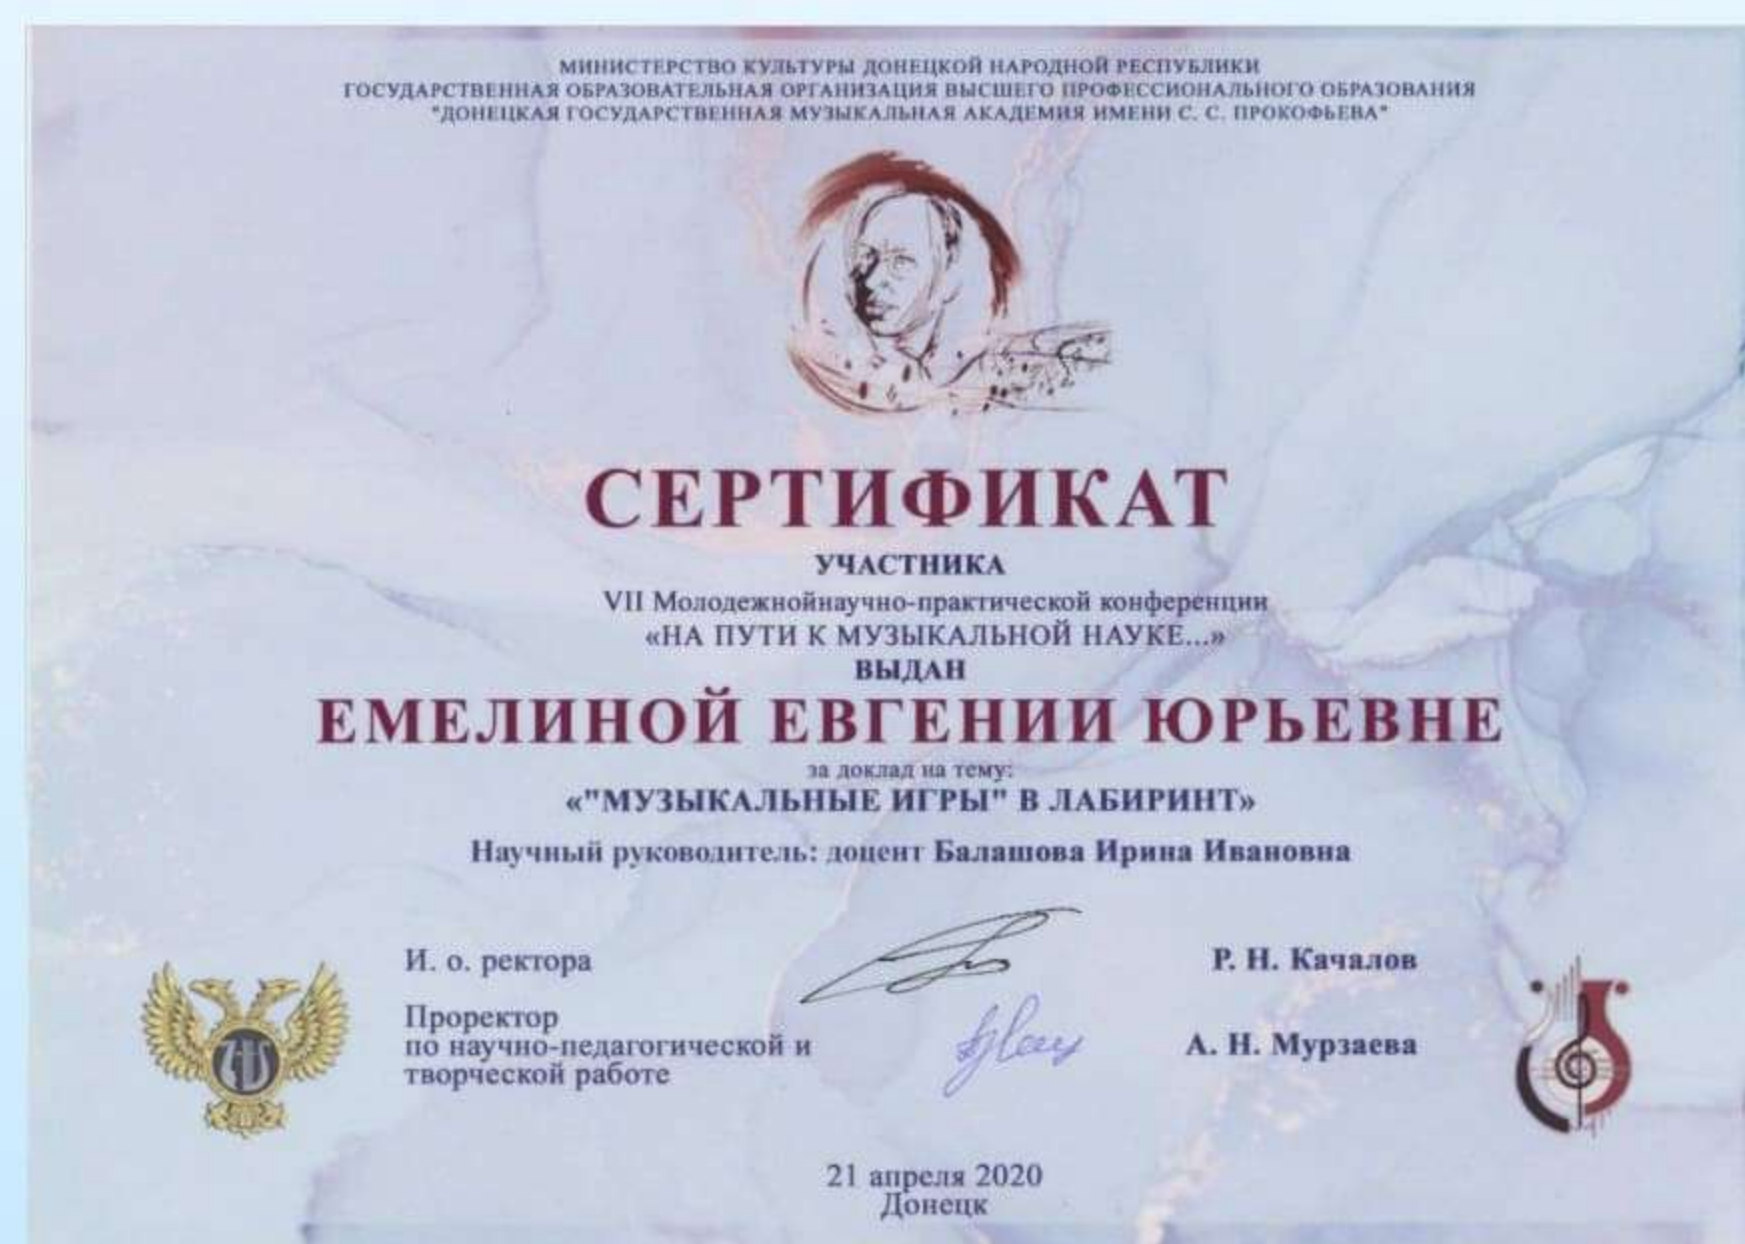 МИНИСТЕРСТВО КУЛЬТУРЫ ДОНЕЦКОЙ НАРОДНОЙ РЕСПУБЛИКИ
ГОСУДАРСТВЕННАЯ ОБРАЗОВАТЕЛЬНАЯ ОРГАНИЗАЦИЯ ВЫСШЕГО ПРОФЕССИОНАЛЬНОГО ОБРАЗОВАНИЯ
"ДОНЕЦКАЯ ГОСУДАРСТВЕННАЯ МУЗЫКАЛЬНАЯ АКАДЕМИЯ ИМЕНИ С. С. ПРОКОФЬЕВА"
СЕРТИФИКАТ
УЧАСТНИКА
VII Молодежнойнаучно-практической конференции
«НА ПУТИ К МУЗЫКАЛЬНОЙ НАУКЕ...»
ВЫДАН
ЕМЕЛИНОЙ ЕВГЕНИИ ЮРЬЕВНЕ
за доклад на тему:
«"МУЗЫКАЛЬНЫЕ ИГРЫ" В ЛАБИРИНТ»
Научный руководитель: доцент Балашова Ирина Ивановна
И. о. ректора Р. Н. Качалов
Проректор
по научно-педагогической и А. Н. Мурзаева
творческой работе
21 апреля 2020
Донецк